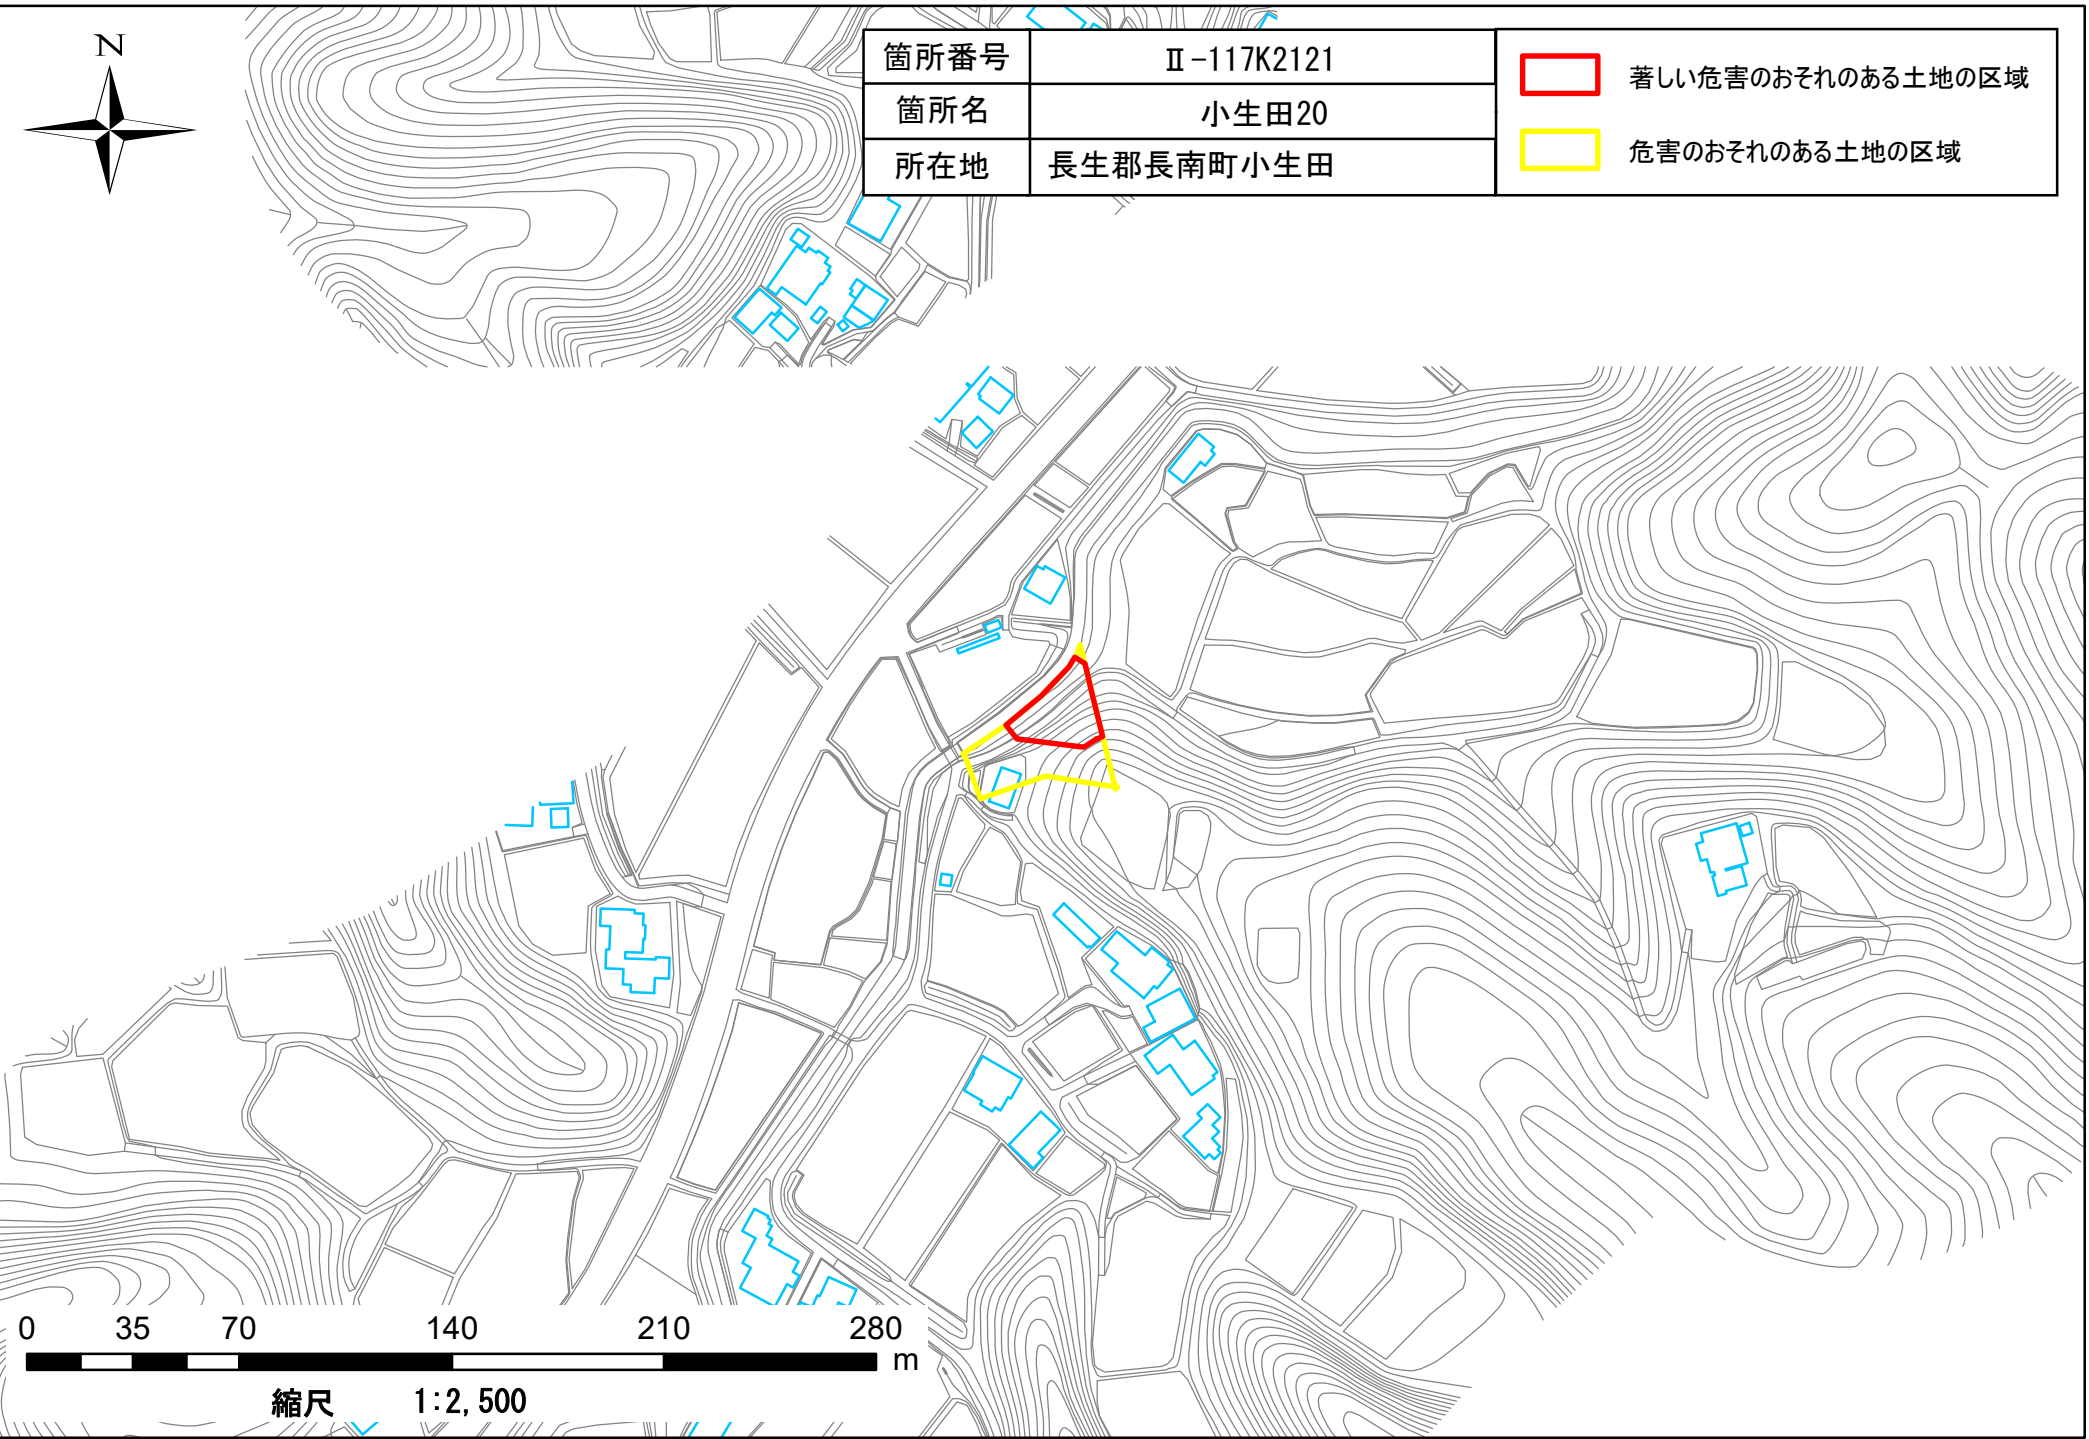 N
箇所番号 Ⅱ-117K2121
箇所名 小生田20
所在地 長生郡長南町小生田
著しい危害のおそれのある土地の区域
危害のおそれのある土地の区域
0 35 70 140 210 280
m
縮尺 1:2,500